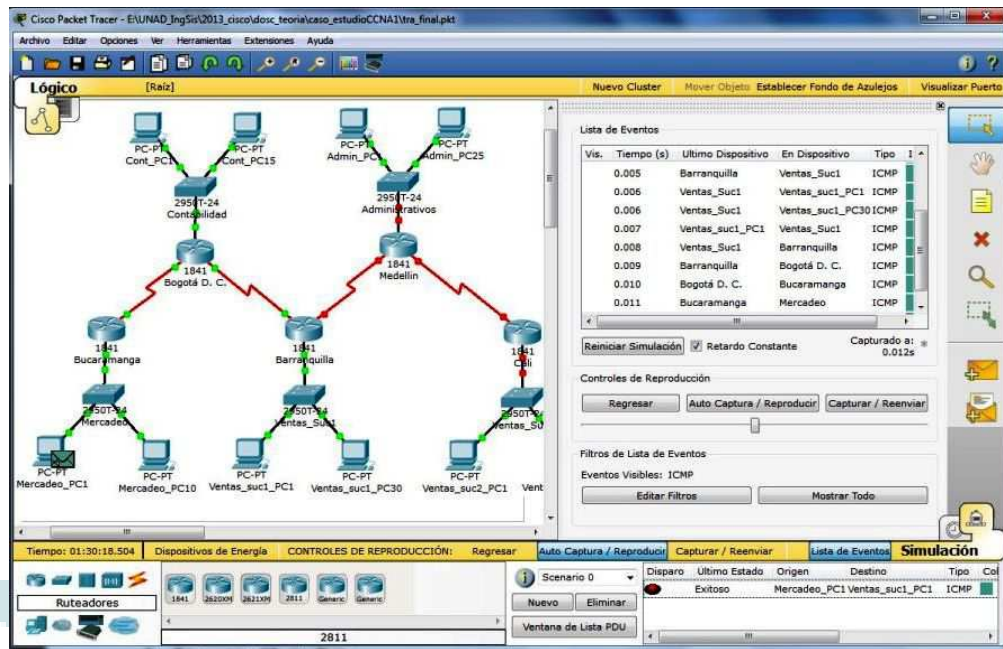 Cisco Packet Tracer - E:\UNAD_IngSis\2013_cisco\dosc_teoria\caso_estudioCCNA1\tra_final.pkt
Archivo Editar Opciones Ver Herramientas Extensiones Ayuda
Lógico [Raíz] Nuevo Cluster Mover Objeto Establecer Fondo de Azulejos Visualizar Puerto
PC-PT
Cont_PC1
PC-PT
Cont_PC15
PC-PT
Admin_PC
PC-PT
Admin_PC25
2950T-24
Contabilidad
2950T-24
Administrativos
1841
Bogotá D. C.
1841
Medellin
1841
Bucaramanga
1841
Barranquilla
1841
Cali
2950T-24
Mercadeo
2950T-24
Ventas_Suc1
2950T-24
Ventas_Su
PC-PT
Mercadeo_PC1
PC-PT
Mercadeo_PC10
PC-PT
Ventas_suc1_PC1
PC-PT
Ventas_suc1_PC30
PC-PT
Ventas_suc2_PC1
Vent
Lista de Eventos
Vis. Tiempo (s) Ultimo Dispositivo En Dispositivo Tipo I
0.005 Barranquilla Ventas_Suc1 ICMP
0.006 Ventas_Suc1 Ventas_suc1_PC1 ICMP
0.006 Ventas_Suc1 Ventas_suc1_PC30 ICMP
0.007 Ventas_suc1_PC1 Ventas_Suc1 ICMP
0.008 Ventas_Suc1 Barranquilla ICMP
0.009 Barranquilla Bogotá D. C. ICMP
0.010 Bogotá D. C. Bucaramanga ICMP
0.011 Bucaramanga Mercadeo ICMP
Reiniciar Simulación Retardo Constante Capturado a: *
0.012s
Controles de Reproducción
Regresar Auto Captura / Reproducir Capturar / Reenviar
Filtros de Lista de Eventos
Eventos Visibles: ICMP
Editar Filtros Mostrar Todo
Tiempo: 01:30:18.504 Dispositivos de Energía CONTROLES DE REPRODUCCIÓN: Regresar Auto Captura / Reproducir Capturar / Reenviar Lista de Eventos Simulación
Ruteadores
1841 2620XM 2621XM 2811 Generic Generic
2811
Scenario 0
Nuevo Eliminar
Ventana de Lista PDU
Disparo Ultimo Estado Origen Destino Tipo Col
Exitoso Mercadeo_PC1 Ventas_suc1_PC1 ICMP